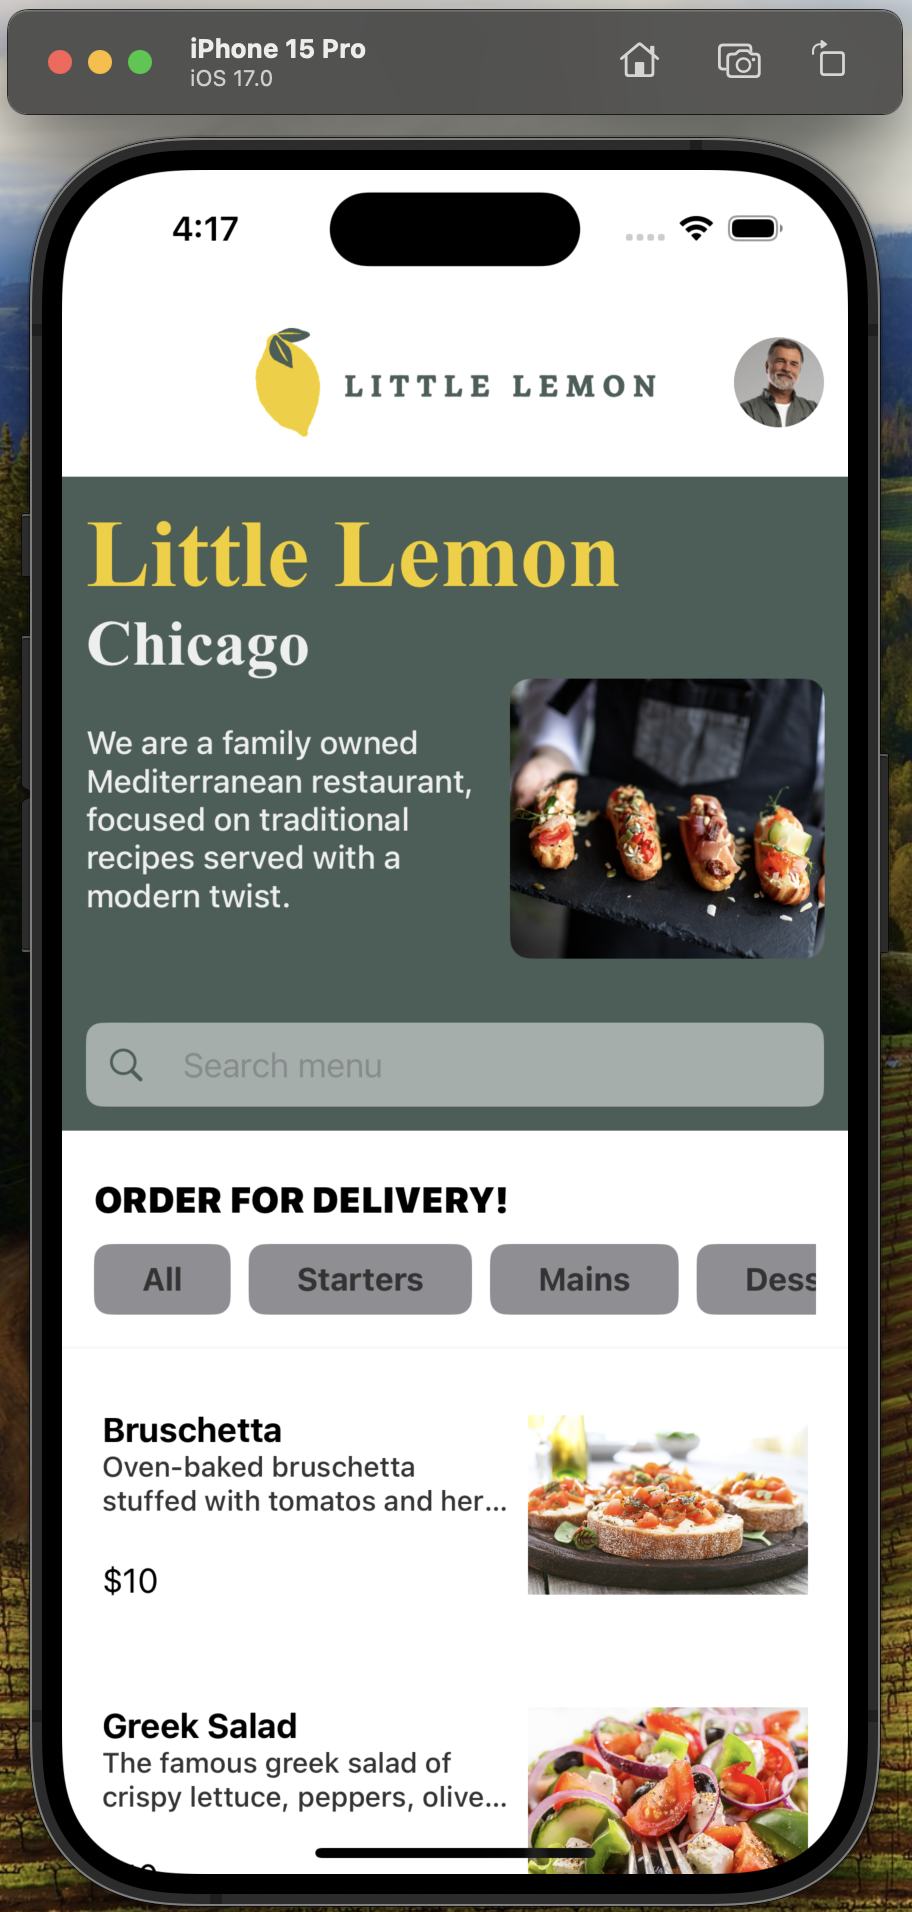 iPhone 15 Pro
iOS 17.0
4:17
LITTLE LEMON
Little Lemon
Chicago
We are a family owned
Mediterranean restaurant,
focused on traditional
recipes served with a
modern twist.
Search menu
ORDER FOR DELIVERY!
All Starters Mains Dess
Bruschetta
Oven-baked bruschetta
stuffed with tomatos and her...
$10
Greek Salad
The famous greek salad of
crispy lettuce, peppers, olive...